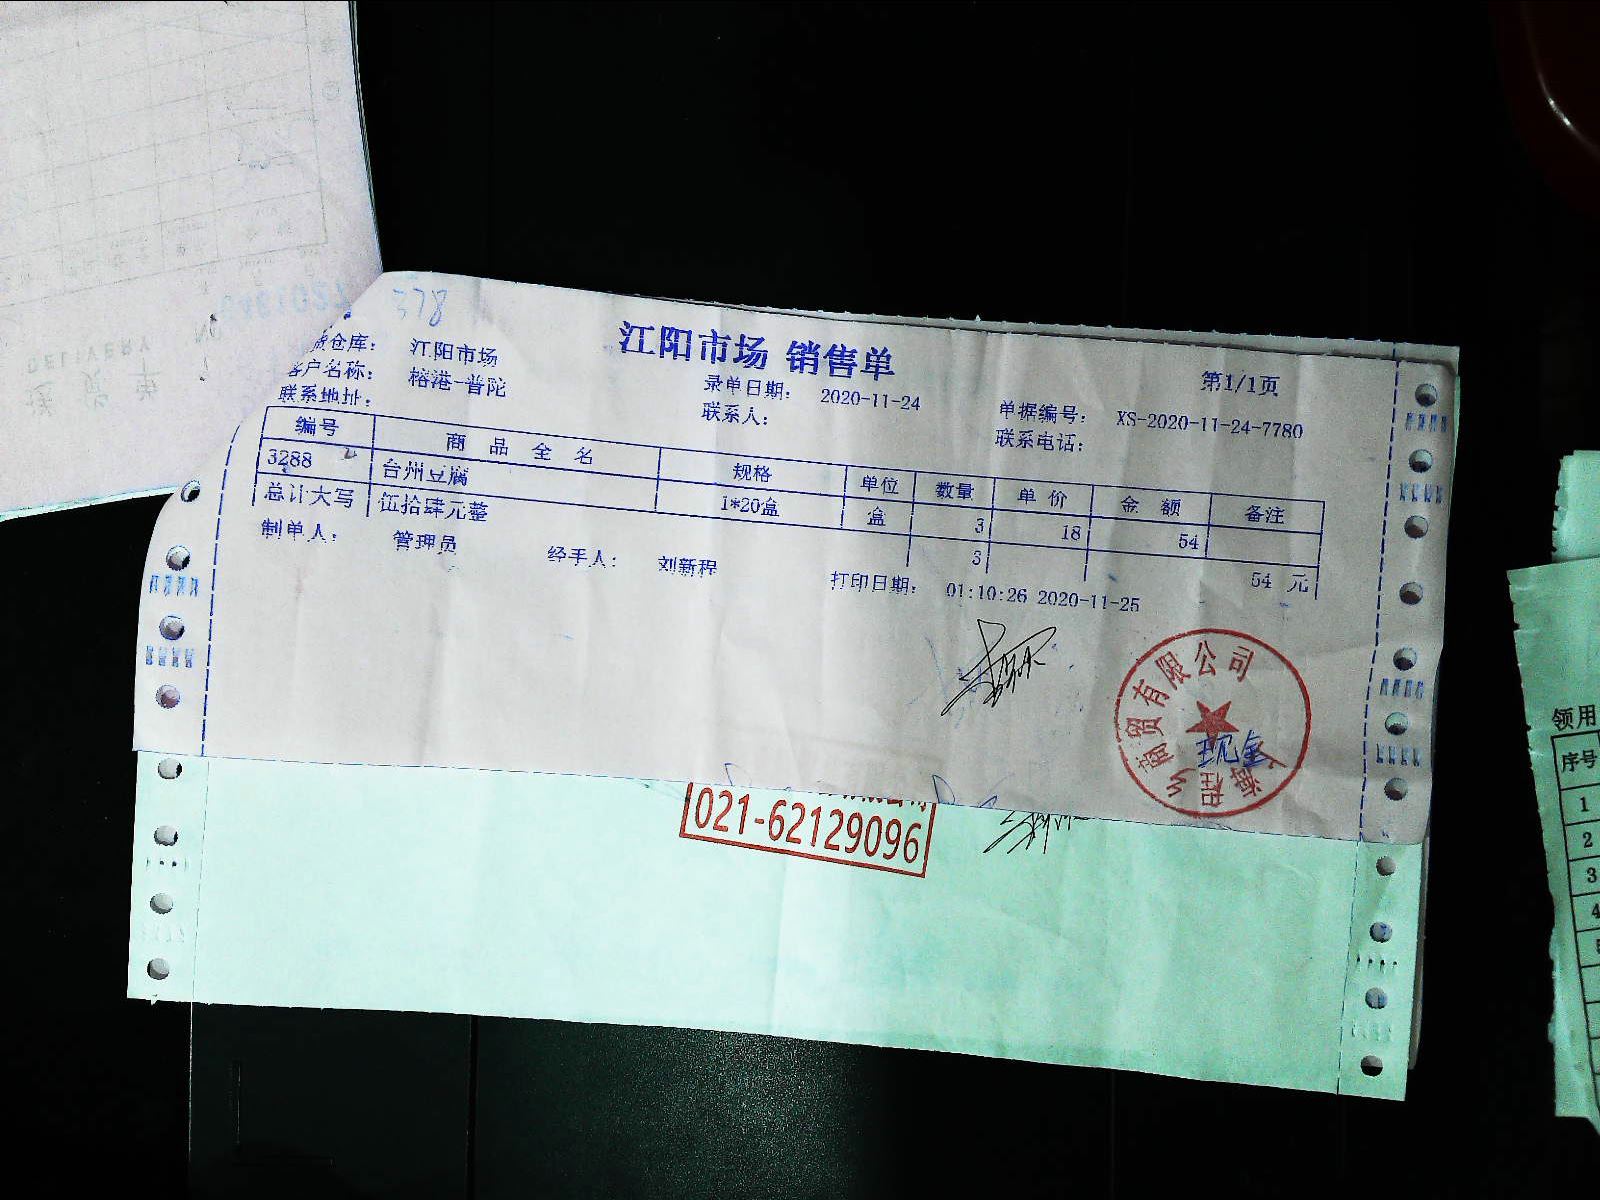 378
江阳市场 销售单
第1/1页
仓库： 江阳市场
客户名称： 榕港-普陀
录单日期： 2020-11-24
单据编号： XS-2020-11-24-7780
联系地址：
联系人：
联系电话：
编号 商品全名 规格 单位 数量 单价 金额 备注
3288 台州豆腐 1*20盒 盒 3 18 54
总计大写 伍拾肆元整 3 54 元
制单人： 管理员 经手人： 刘新程 打印日期： 01:10:26 2020-11-25
商贸有限公司
现金
021-62129096
DELIVERY
领用
序号
1
2
3
4